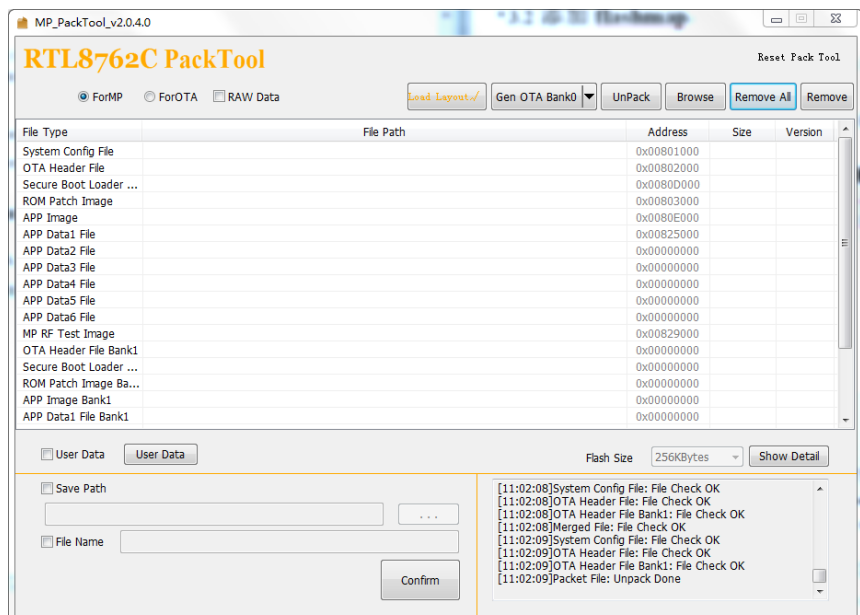 MP_PackTool_v2.0.4.0
RTL8762C PackTool
Reset Pack Tool
ForMP ForOTA RAW Data Load Layout√ Gen OTA Bank0 UnPack Browse Remove All Remove
File Type File Path Address Size Version
System Config File 0x00801000
OTA Header File 0x00802000
Secure Boot Loader ... 0x0080D000
ROM Patch Image 0x00803000
APP Image 0x0080E000
APP Data1 File 0x00825000
APP Data2 File 0x00000000
APP Data3 File 0x00000000
APP Data4 File 0x00000000
APP Data5 File 0x00000000
APP Data6 File 0x00000000
MP RF Test Image 0x00829000
OTA Header File Bank1 0x00000000
Secure Boot Loader ... 0x00000000
ROM Patch Image Ba... 0x00000000
APP Image Bank1 0x00000000
APP Data1 File Bank1 0x00000000
User Data User Data Flash Size 256KBytes Show Detail
Save Path
...
File Name
Confirm
[11:02:08]System Config File: File Check OK
[11:02:08]OTA Header File: File Check OK
[11:02:08]OTA Header File Bank1: File Check OK
[11:02:08]Merged File: File Check OK
[11:02:09]System Config File: File Check OK
[11:02:09]OTA Header File: File Check OK
[11:02:09]OTA Header File Bank1: File Check OK
[11:02:09]Packet File: Unpack Done